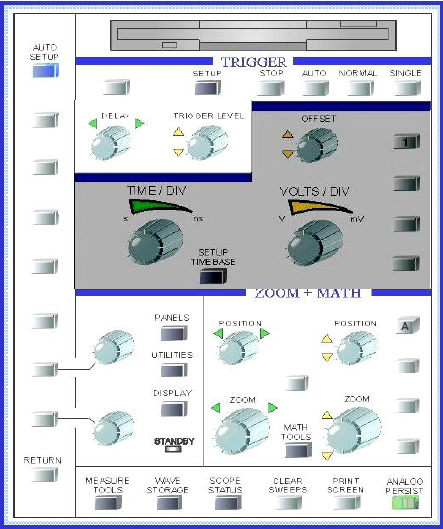 AUTO
SETUP
TRIGGER
SETUP
STOP
AUTO
NORMAL
SINGLE
DELAY
TRIGGER LEVEL
OFFSET
1
TIME / DIV
VOLTS / DIV
s
ns
V
mV
SETUP
TIME BASE
ZOOM + MATH
PANELS
POSITION
POSITION
A
UTILITIES
DISPLAY
ZOOM
ZOOM
MATH
TOOLS
STANDBY
RETURN
MEASURE
TOOLS
WAVE
STORAGE
SCOPE
STATUS
CLEAR
SWEEPS
PRINT
SCREEN
ANALOG
PERSIST